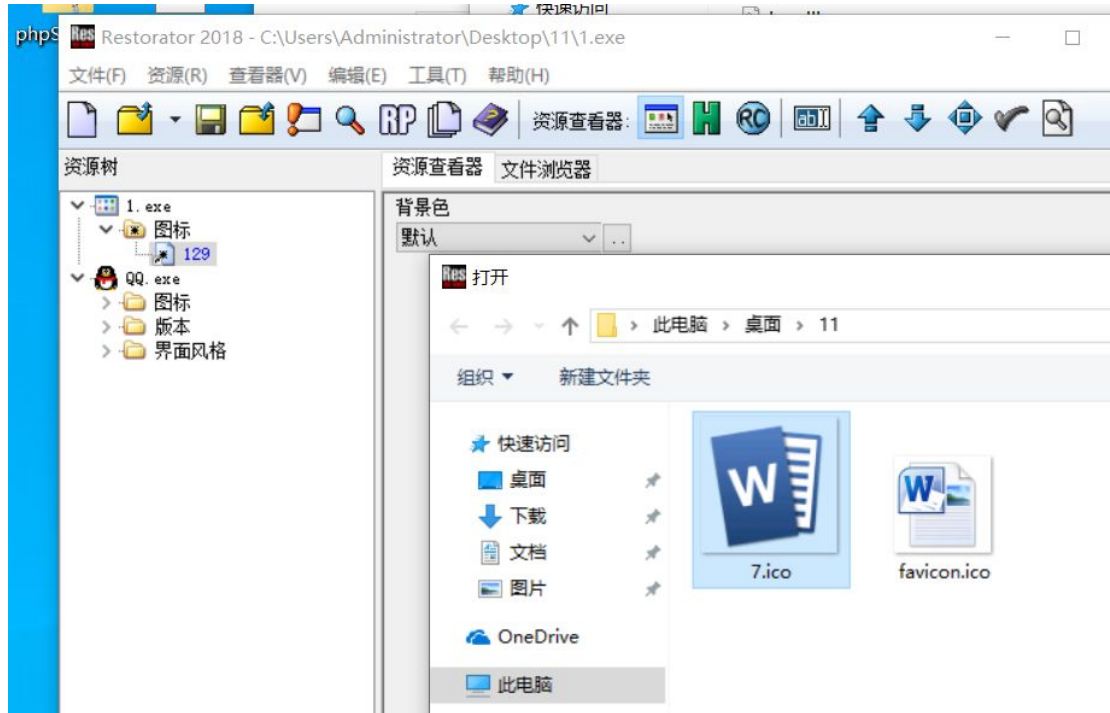 快速访问
phpS
Restorator 2018 - C:\Users\Administrator\Desktop\11\1.exe
文件(F) 资源(R) 查看器(V) 编辑(E) 工具(T) 帮助(H)
RP 资源查看器: H RC ab
资源树
资源查看器 文件浏览器
1.exe
图标
129
QQ.exe
图标
版本
界面风格
背景色
默认
..
Res 打开
此电脑 › 桌面 › 11
组织 新建文件夹
快速访问
桌面
下载
文档
图片
OneDrive
此电脑
7.ico
favicon.ico